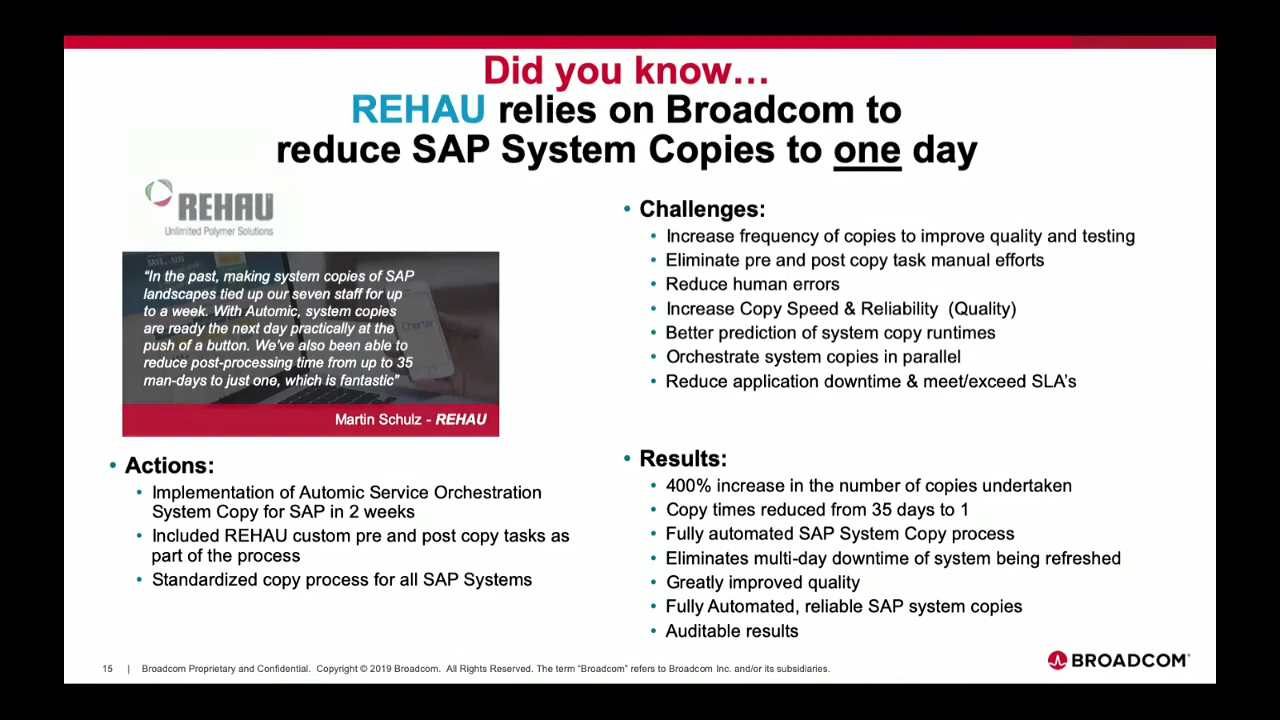 Did you know…
REHAU relies on Broadcom to
reduce SAP System Copies to one day
REHAU
Unlimited Polymer Solutions
“In the past, making system copies of SAP
landscapes tied up our seven staff for up
to a week. With Automic, system copies
are ready the next day practically at the
push of a button. We’ve also been able to
reduce post-processing time from up to 35
man-days to just one, which is fantastic”
Martin Schulz - REHAU
• Actions:
• Implementation of Automic Service Orchestration
System Copy for SAP in 2 weeks
• Included REHAU custom pre and post copy tasks as
part of the process
• Standardized copy process for all SAP Systems
• Challenges:
• Increase frequency of copies to improve quality and testing
• Eliminate pre and post copy task manual efforts
• Reduce human errors
• Increase Copy Speed & Reliability (Quality)
• Better prediction of system copy runtimes
• Orchestrate system copies in parallel
• Reduce application downtime & meet/exceed SLA’s
• Results:
• 400% increase in the number of copies undertaken
• Copy times reduced from 35 days to 1
• Fully automated SAP System Copy process
• Eliminates multi-day downtime of system being refreshed
• Greatly improved quality
• Fully Automated, reliable SAP system copies
• Auditable results
15 | Broadcom Proprietary and Confidential. Copyright © 2019 Broadcom. All Rights Reserved. The term “Broadcom” refers to Broadcom Inc. and/or its subsidiaries.
BROADCOM